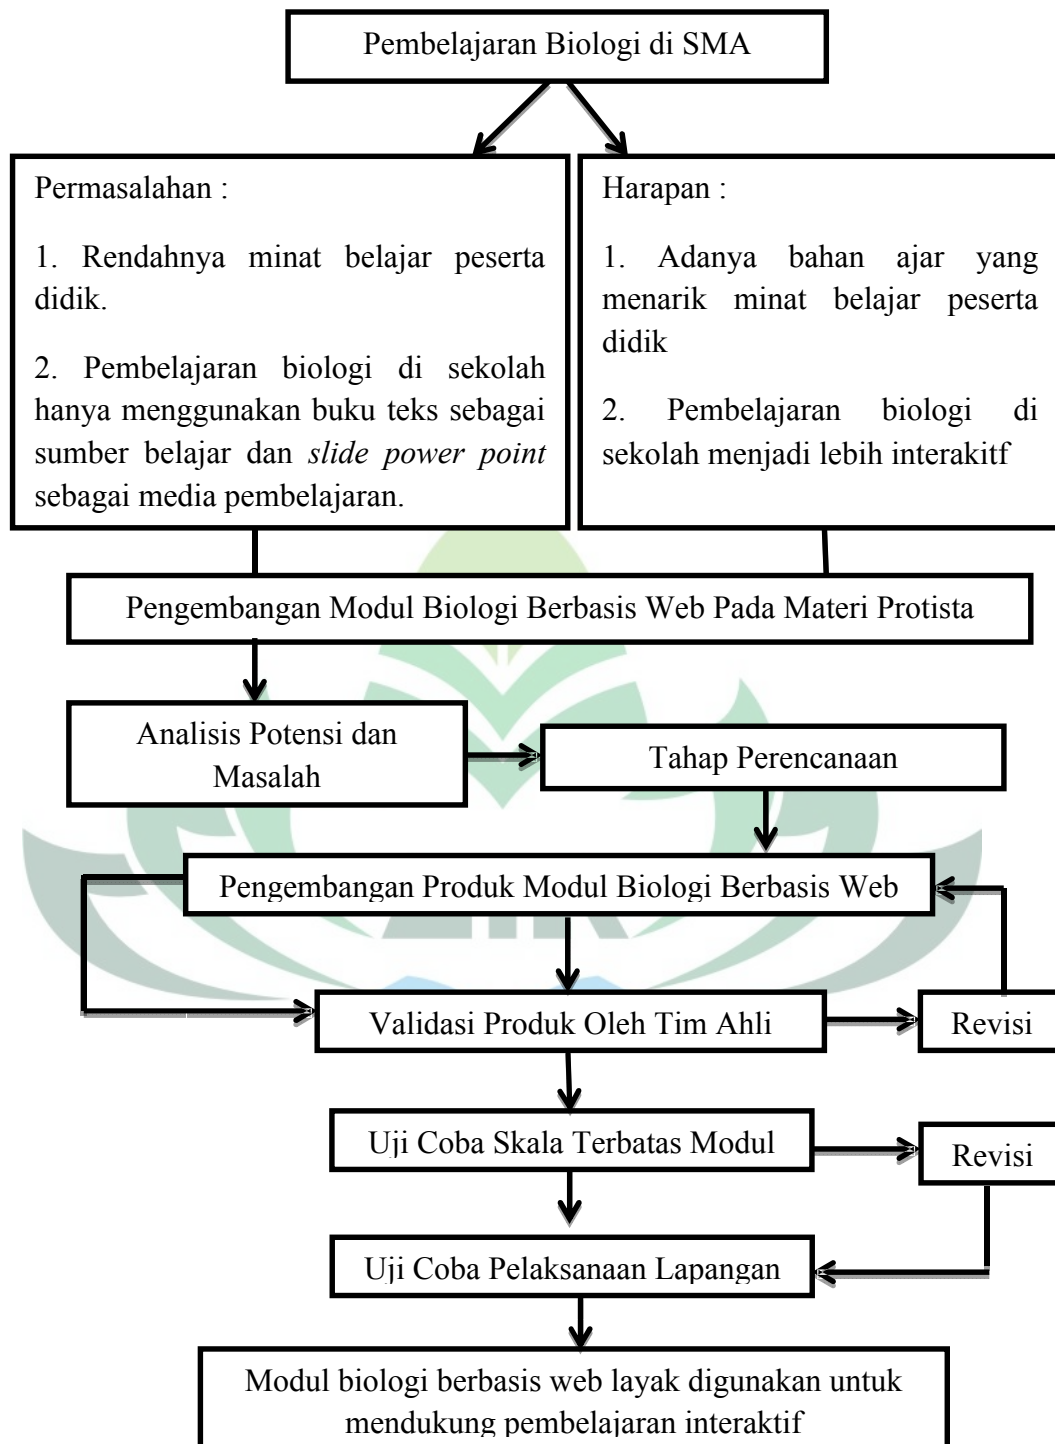 Pembelajaran Biologi di SMA
Permasalahan :
1. Rendahnya minat belajar peserta
didik.
2. Pembelajaran biologi di sekolah
hanya menggunakan buku teks sebagai
sumber belajar dan slide power point
sebagai media pembelajaran.
Harapan :
1. Adanya bahan ajar yang
menarik minat belajar peserta
didik
2. Pembelajaran biologi di
sekolah menjadi lebih interakitf
Pengembangan Modul Biologi Berbasis Web Pada Materi Protista
Analisis Potensi dan
Masalah
Tahap Perencanaan
Pengembangan Produk Modul Biologi Berbasis Web
Validasi Produk Oleh Tim Ahli
Revisi
Uji Coba Skala Terbatas Modul
Revisi
Uji Coba Pelaksanaan Lapangan
Modul biologi berbasis web layak digunakan untuk
mendukung pembelajaran interaktif